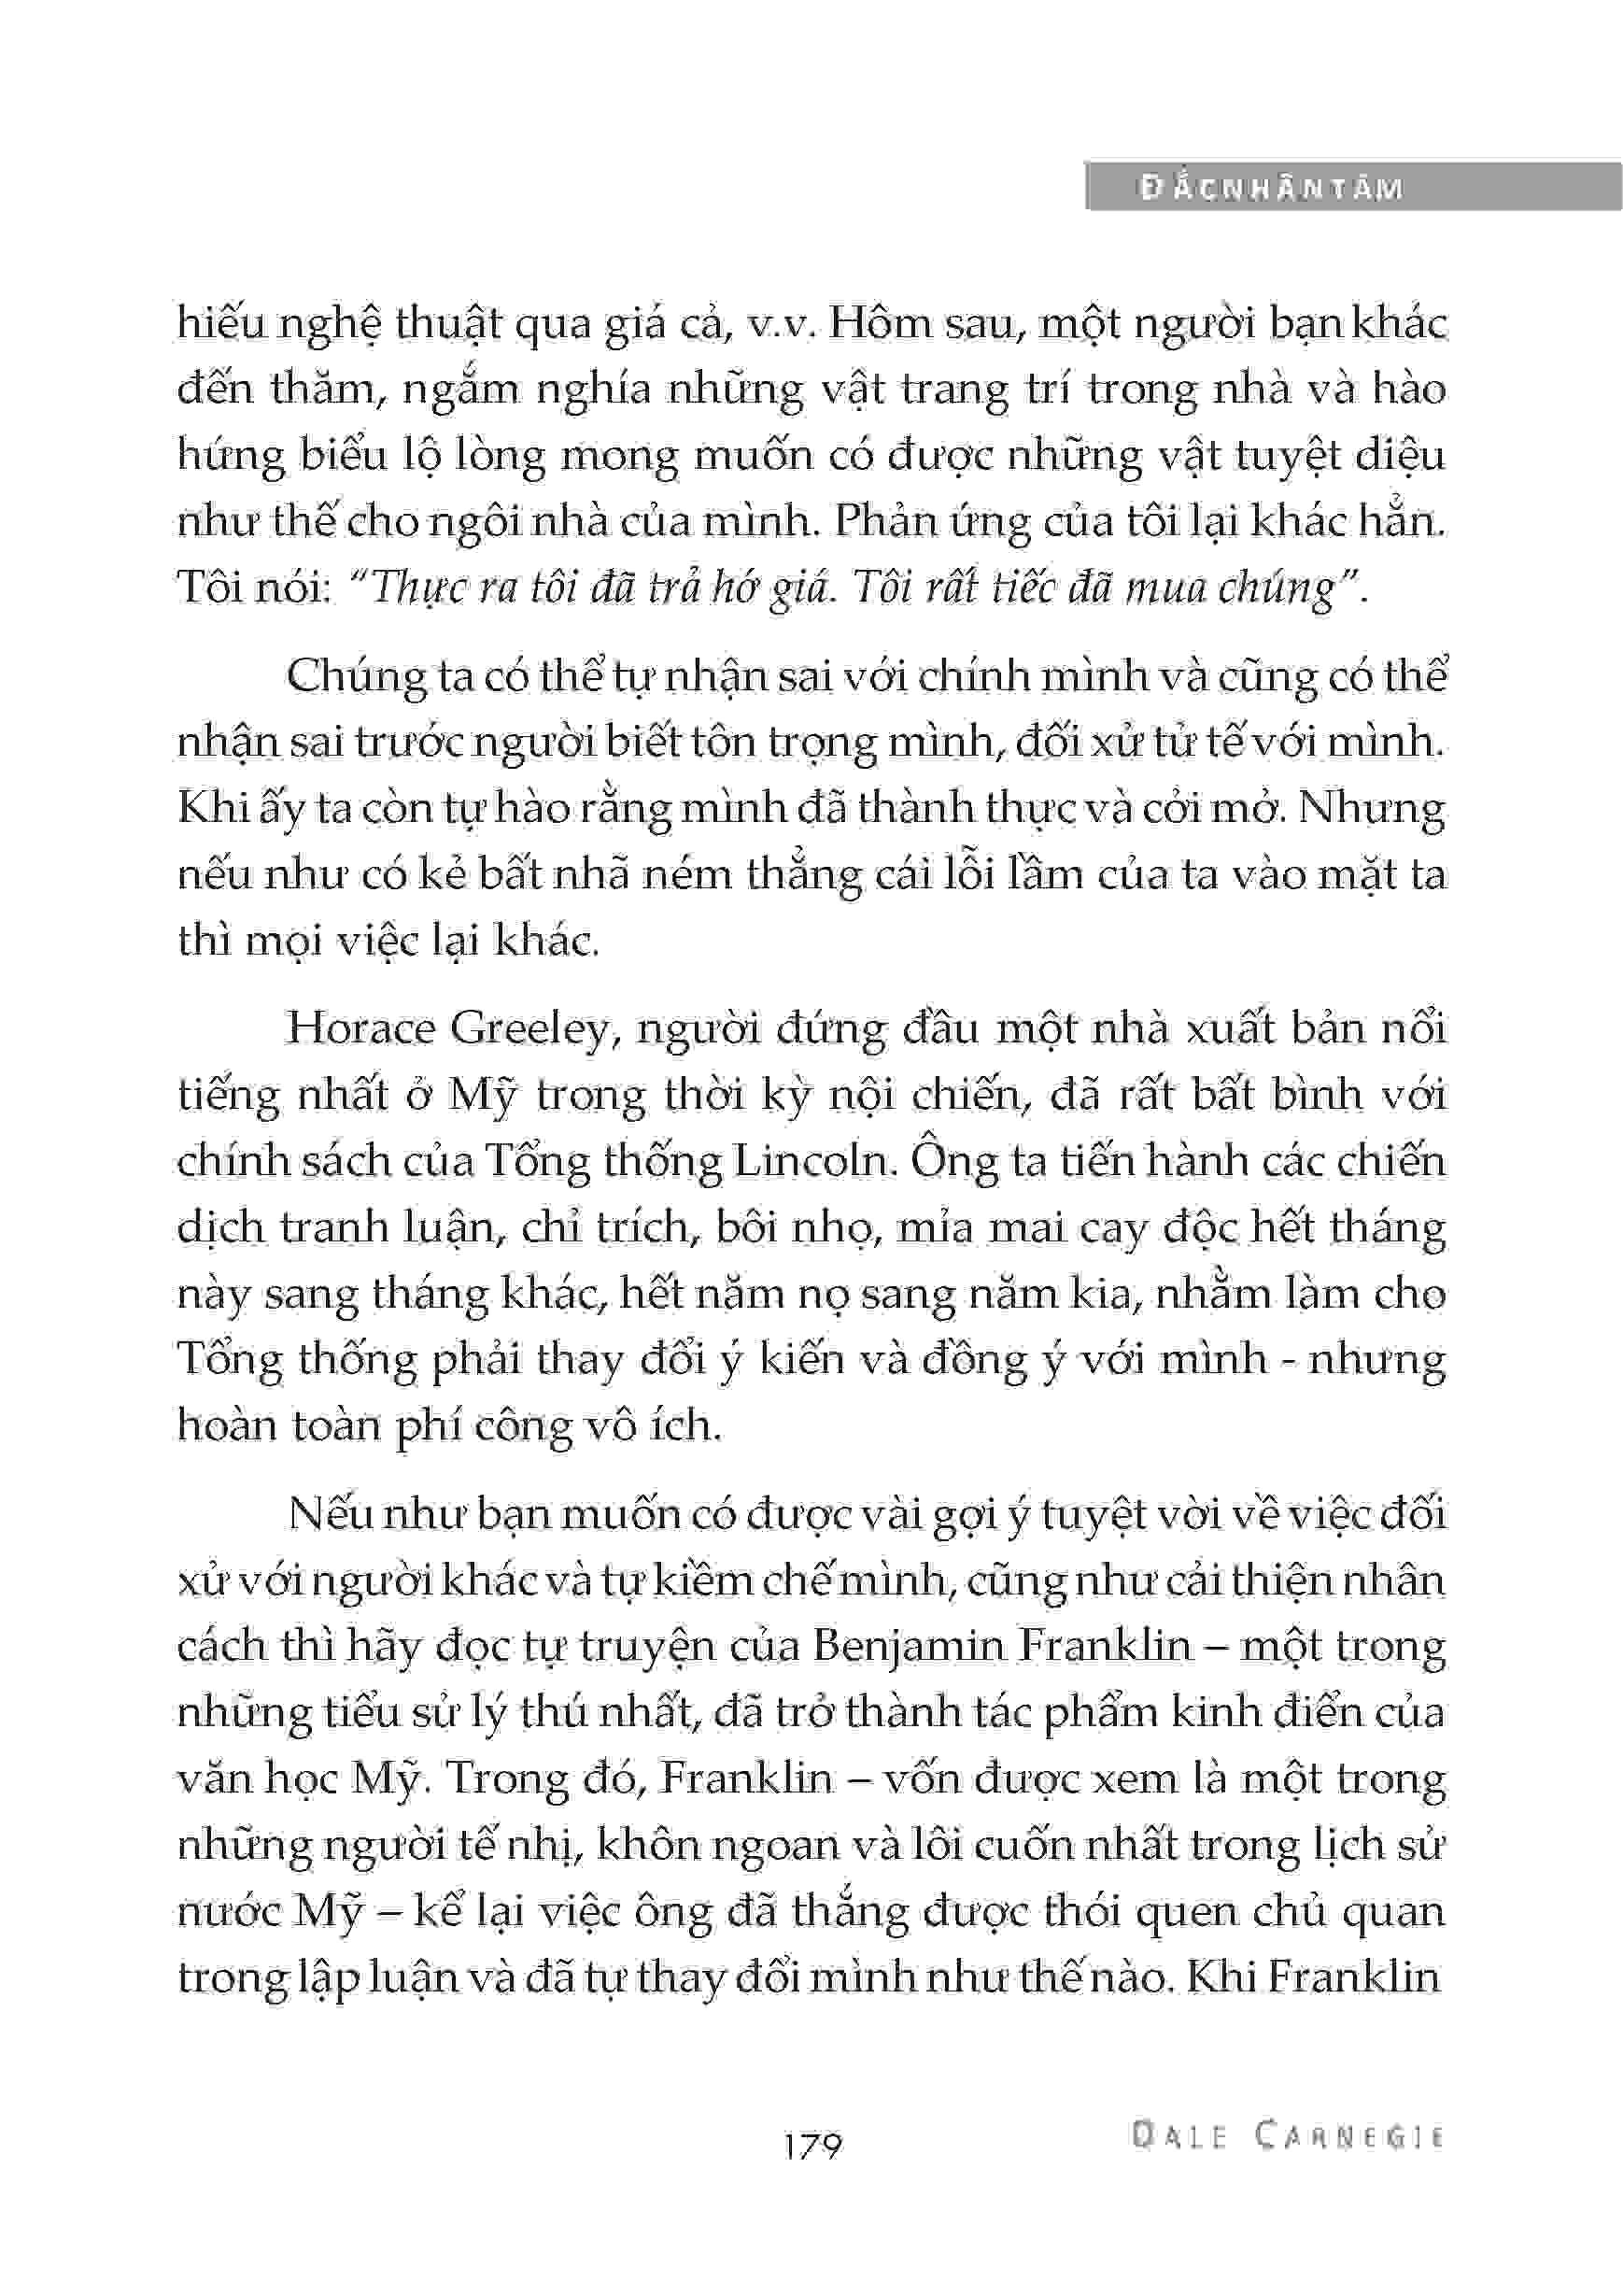 ĐẮC NHÂN TÂM
hiếu nghệ thuật qua giá cả, v.v. Hôm sau, một người bạn khác
đến thăm, ngắm nghía những vật trang trí trong nhà và hào
hứng biểu lộ lòng mong muốn có được những vật tuyệt diệu
như thế cho ngôi nhà của mình. Phản ứng của tôi lại khác hẳn.
Tôi nói: “Thực ra tôi đã trả hớ giá. Tôi rất tiếc đã mua chúng”.
Chúng ta có thể tự nhận sai với chính mình và cũng có thể
nhận sai trước người biết tôn trọng mình, đối xử tử tế với mình.
Khi ấy ta còn tự hào rằng mình đã thành thực và cởi mở. Nhưng
nếu như có kẻ bất nhã ném thẳng cái lỗi lầm của ta vào mặt ta
thì mọi việc lại khác.
Horace Greeley, người đứng đầu một nhà xuất bản nổi
tiếng nhất ở Mỹ trong thời kỳ nội chiến, đã rất bất bình với
chính sách của Tổng thống Lincoln. Ông ta tiến hành các chiến
dịch tranh luận, chỉ trích, bôi nhọ, mỉa mai cay độc hết tháng
này sang tháng khác, hết năm nọ sang năm kia, nhằm làm cho
Tổng thống phải thay đổi ý kiến và đồng ý với mình - nhưng
hoàn toàn phí công vô ích.
Nếu như bạn muốn có được vài gợi ý tuyệt vời về việc đối
xử với người khác và tự kiềm chế mình, cũng như cải thiện nhân
cách thì hãy đọc tự truyện của Benjamin Franklin – một trong
những tiểu sử lý thú nhất, đã trở thành tác phẩm kinh điển của
văn học Mỹ. Trong đó, Franklin – vốn được xem là một trong
những người tế nhị, khôn ngoan và lôi cuốn nhất trong lịch sử
nước Mỹ – kể lại việc ông đã thắng được thói quen chủ quan
trong lập luận và đã tự thay đổi mình như thế nào. Khi Franklin
179
DALE CARNEGIE